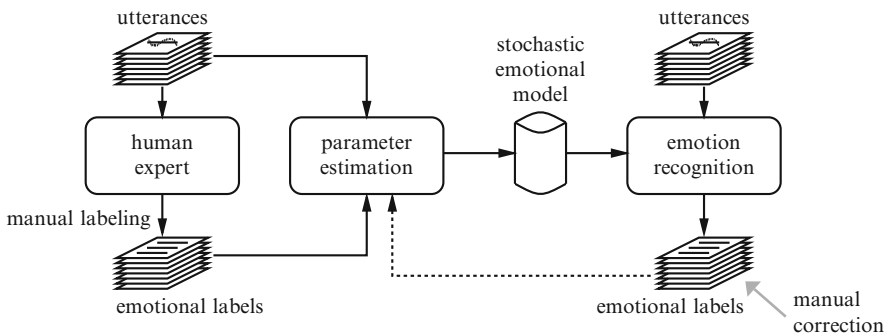 utterances
utterances
stochastic
emotional
model
human
expert
parameter
estimation
emotion
recognition
manual labeling
emotional labels
emotional labels
manual
correction